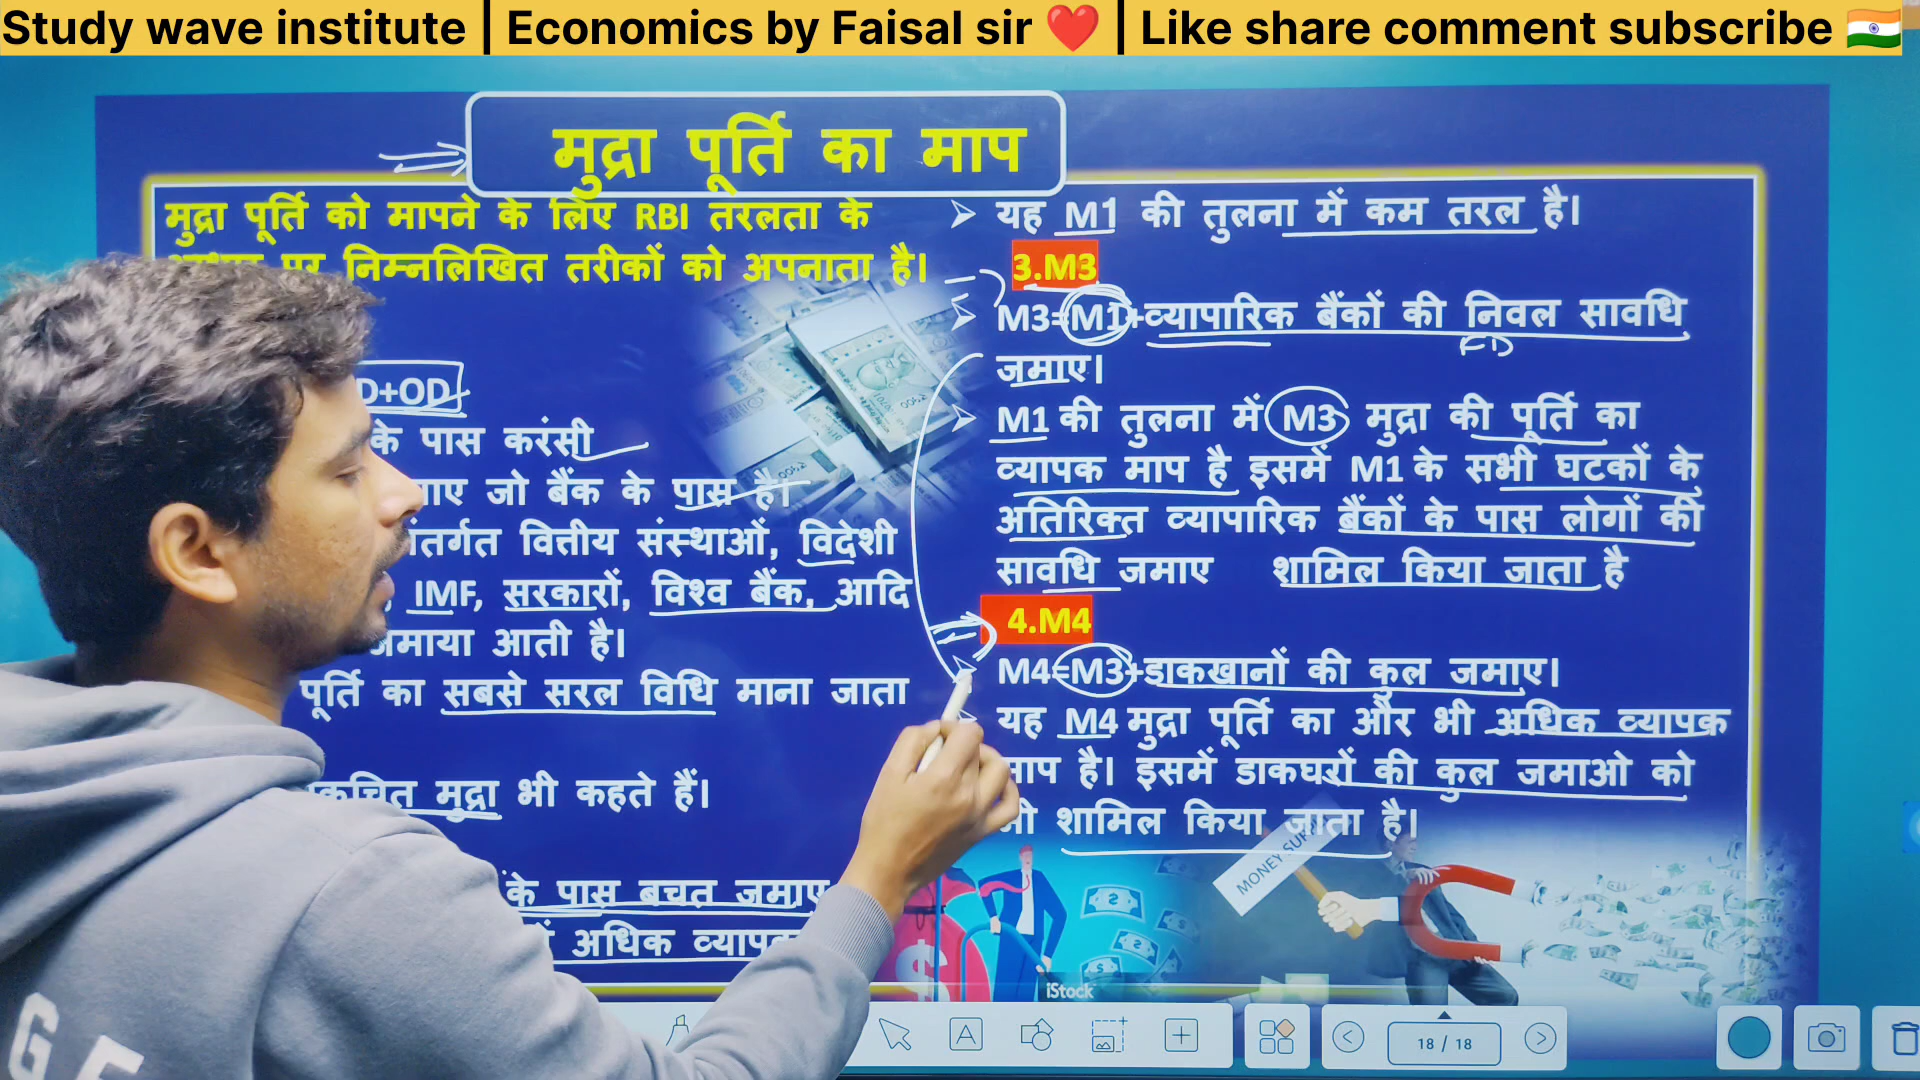 Study wave institute | Economics by Faisal sir ❤️ | Like share comment subscribe 🇮🇳
मुद्रा पूर्ति का माप
मुद्रा पूर्ति को मापने के लिए RBI तरलता के
पर निम्नलिखित तरीकों को अपनाता है।
D+OD
के पास करंसी
जो बैंक के पास है।
वित्तीय संस्थाओं, विदेशी
IMF, सरकारों, विश्व बैंक, आदि
जमाया आती है।
पूर्ति का सबसे सरल विधि माना जाता
मुद्रा भी कहते हैं।
के पास बचत जमाए
अधिक
यह M1 की तुलना में कम तरल है।
3.M3
M3=M1+व्यापारिक बैंकों की निवल सावधि
FD
जमाए।
M1 की तुलना में M3 मुद्रा की पूर्ति का
व्यापक माप है इसमें M1 के सभी घटकों के
अतिरिक्त व्यापारिक बैंकों के पास लोगों की
सावधि जमाए शामिल किया जाता है
4.M4
M4=M3+डाकखानों की कुल जमाए।
यह M4 मुद्रा पूर्ति का और भी अधिक व्यापक
माप है। इसमें डाकघरों की कुल जमाओ को
भी शामिल किया जाता है।
MONEY
iStock
18 / 18